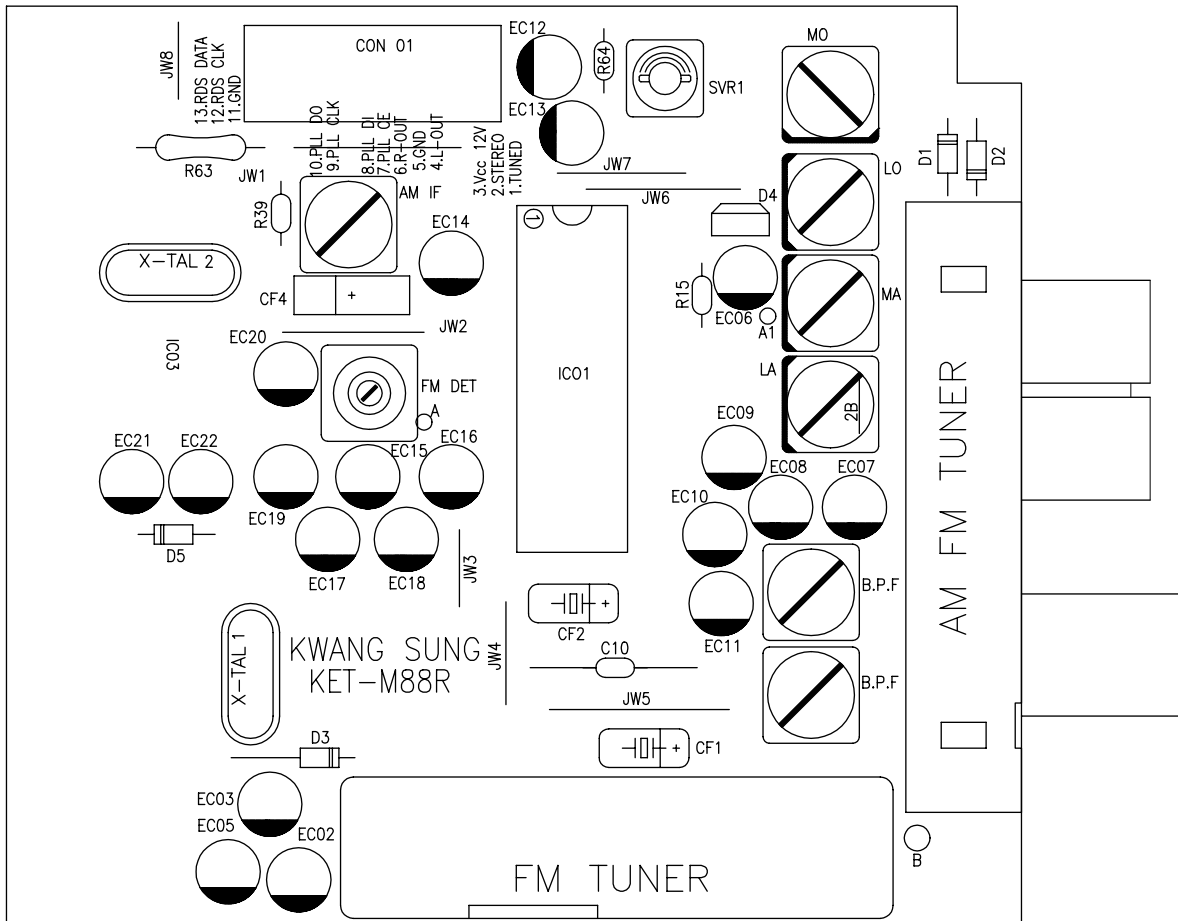 CON 01
JW8
13.RDS DATA
12.RDS CLK
11.GND
10.PLL DO
9.PLL CLK
8.PLL DI
7.PLL CE
6.R-OUT
5.GND
4.L-OUT
3.Vcc 12V
2.STEREO
1.TUNED
EC12
R64
SVR1
MO
EC13
R63
JW1
JW7
JW6
D1
D2
LO
AM IF
R39
EC14
1
D4
X-TAL 2
CF4
+
R15
EC06
A1
MA
JW2
EC20
IC03
IC01
FM DET
A
LA
2B
AM FM TUNER
EC21
EC22
EC15
EC16
EC09
EC08
EC07
EC19
EC10
D5
EC17
EC18
JW3
B.P.F
CF2
+
EC11
X-TAL 1
KWANG SUNG
KET-M88R
JW4
C10
B.P.F
JW5
D3
CF1
+
EC03
EC05
EC02
B
FM TUNER